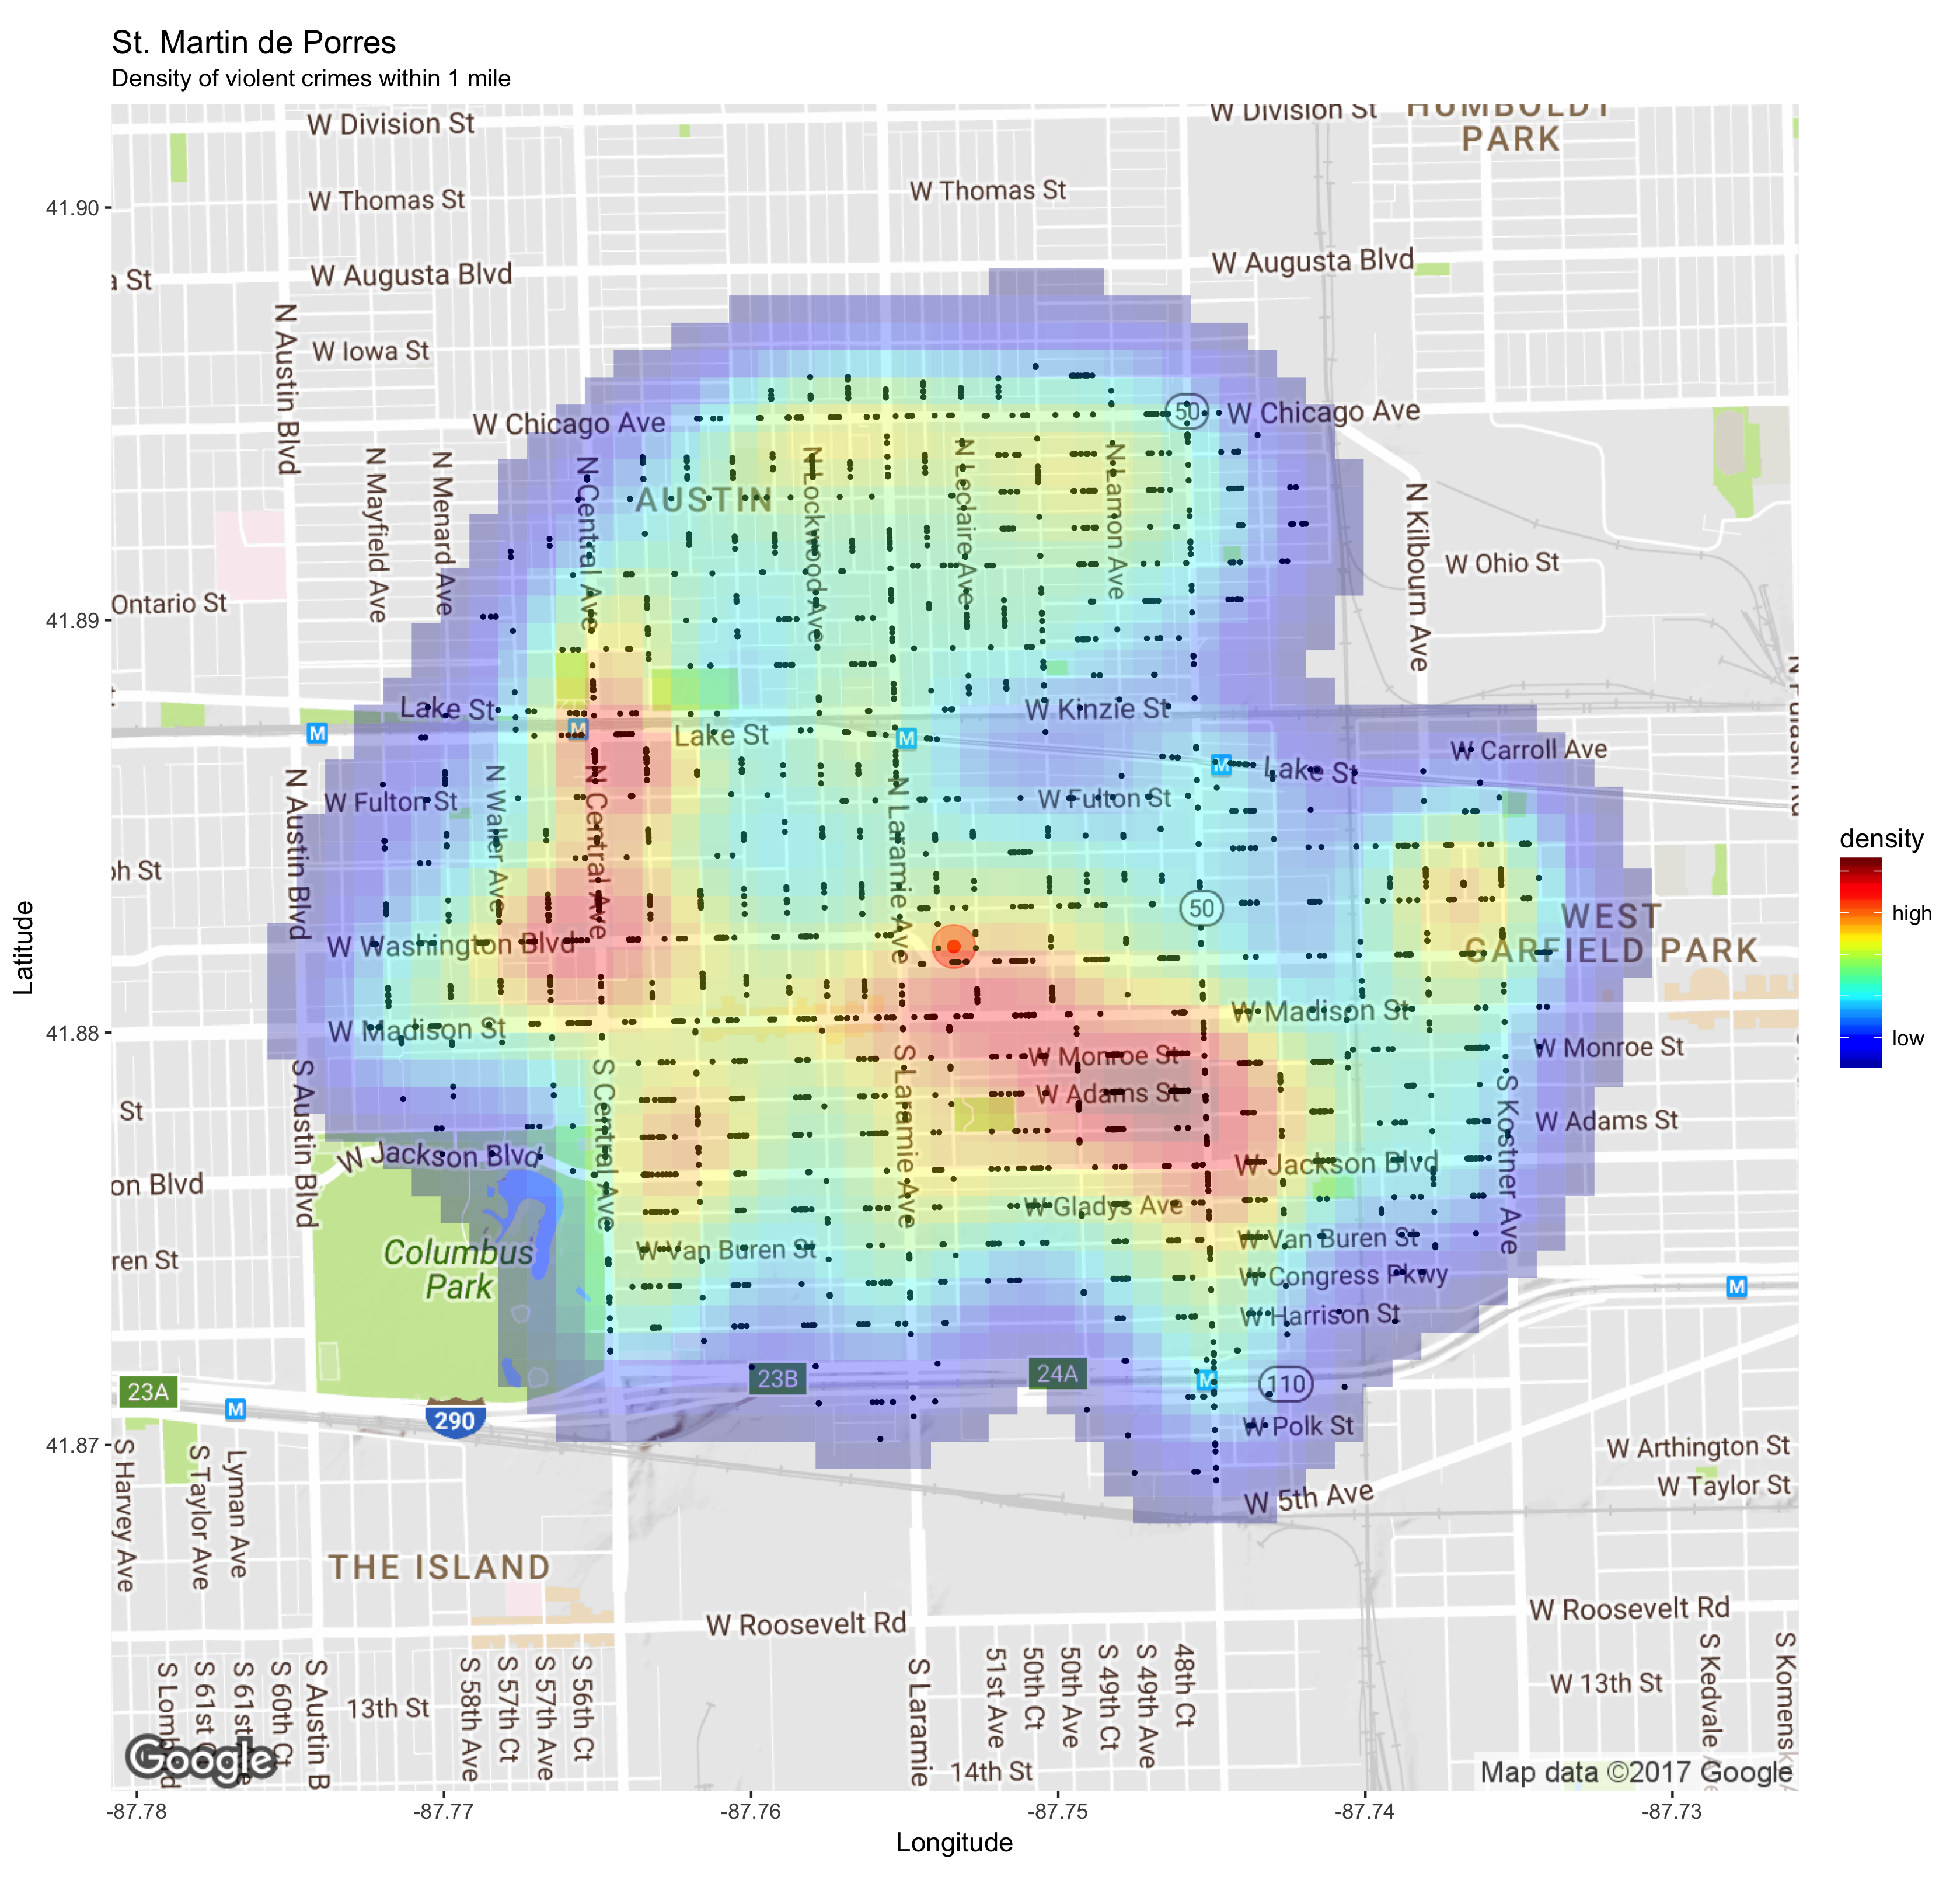 St. Martin de Porres
Density of violent crimes within 1 mile
W Division St
W Division St
HUMBOLDT
PARK
W Thomas St
W Thomas St
W Augusta Blvd
W Augusta Blvd
a St
N Austin Blvd
W Iowa St
W Chicago Ave
50
W Chicago Ave
N Mayfield Ave
N Menard Ave
N Central Ave
AUSTIN
N Lockwood Ave
N Leclaire Ave
N Lamon Ave
N Kilbourn Ave
W Ohio St
Ontario St
Lake St
W Kinzie St
Lake St
M
M
M
M
Lake St
W Carroll Ave
N Pulaski Rd
N Austin Blvd
W Fulton St
N Waller Ave
N Central Ave
N Laramie Ave
W Fulton St
ph St
50
WEST
GARFIELD PARK
W Washington Blvd
W Madison St
W Madison St
S Austin Blvd
S Central Ave
S Laramie Ave
W Monroe St
W Monroe St
W Adams St
St
S Kostner Ave
W Adams St
W Jackson Blvd
W Jackson Blvd
on Blvd
W Gladys Ave
Columbus
Park
ren St
W Van Buren St
W Van Buren St
W Congress Pkwy
M
W Harrison St
23A
23B
24A
M
110
M
290
W Polk St
S Harvey Ave
S Taylor Ave
Lyman Ave
W Arthington St
W Taylor St
W 5th Ave
THE ISLAND
W Roosevelt Rd
W Roosevelt Rd
S 61st
S 61st
S 60th Ct
S Austin B
13th St
S 58th Ave
S 57th Ct
S 57th Ave
S 56th Ct
S Laramie
51st Ave
50th Ct
50th Ave
S 49th Ct
S 49th Ave
48th Ct
14th St
W 13th St
S Kedvale
S Komensk
Google
Map data ©2017 Google
41.90
41.89
41.88
41.87
Latitude
-87.78
-87.77
-87.76
-87.75
-87.74
-87.73
Longitude
density
high
low